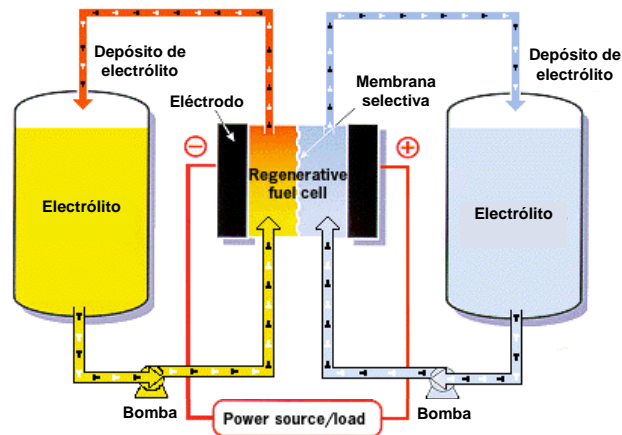 Depósito de
electrólito
Eléctrodo
Membrana
selectiva
Depósito de
electrólito
−
+
Regenerative
fuel cell
Electrólito
Electrólito
Bomba
Bomba
Power source/load